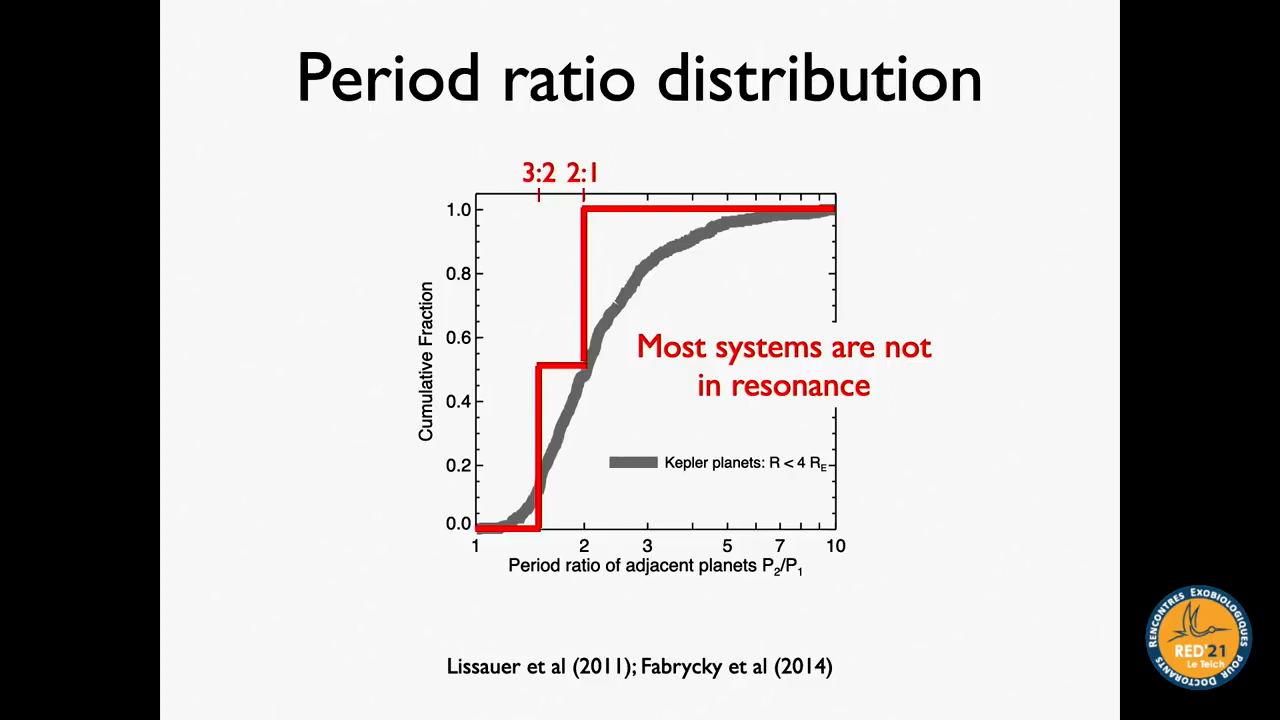 Period ratio distribution
3:2 2:1
1.0
0.8
0.6
0.4
0.2
0.0
Cumulative Fraction
Most systems are not
in resonance
Kepler planets: R < 4 R_E
1 2 3 5 7 10
Period ratio of adjacent planets P₂/P₁
Lissauer et al (2011); Fabrycky et al (2014)
RENCONTRES EXOBIOLOGIQUES
POUR DOCTORANTS
RED'21
Le Teich